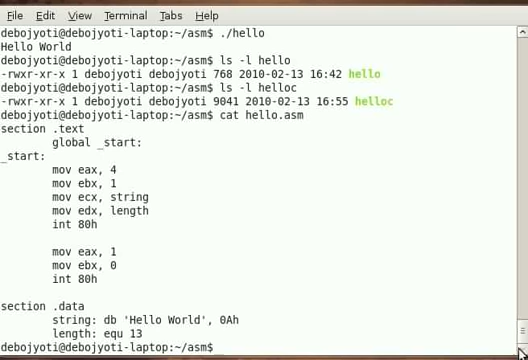 File Edit View Terminal Tabs Help
debojyoti@debojyoti-laptop:~/asm$ ./hello
Hello World
debojyoti@debojyoti-laptop:~/asm$ ls -l hello
-rwxr-xr-x 1 debojyoti debojyoti 768 2010-02-13 16:42 hello
debojyoti@debojyoti-laptop:~/asm$ ls -l helloc
-rwxr-xr-x 1 debojyoti debojyoti 9041 2010-02-13 16:55 helloc
debojyoti@debojyoti-laptop:~/asm$ cat hello.asm
section .text
        global _start:
_start:
        mov eax, 4
        mov ebx, 1
        mov ecx, string
        mov edx, length
        int 80h

        mov eax, 1
        mov ebx, 0
        int 80h

section .data
        string: db 'Hello World', 0Ah
        length: equ 13
debojyoti@debojyoti-laptop:~/asm$